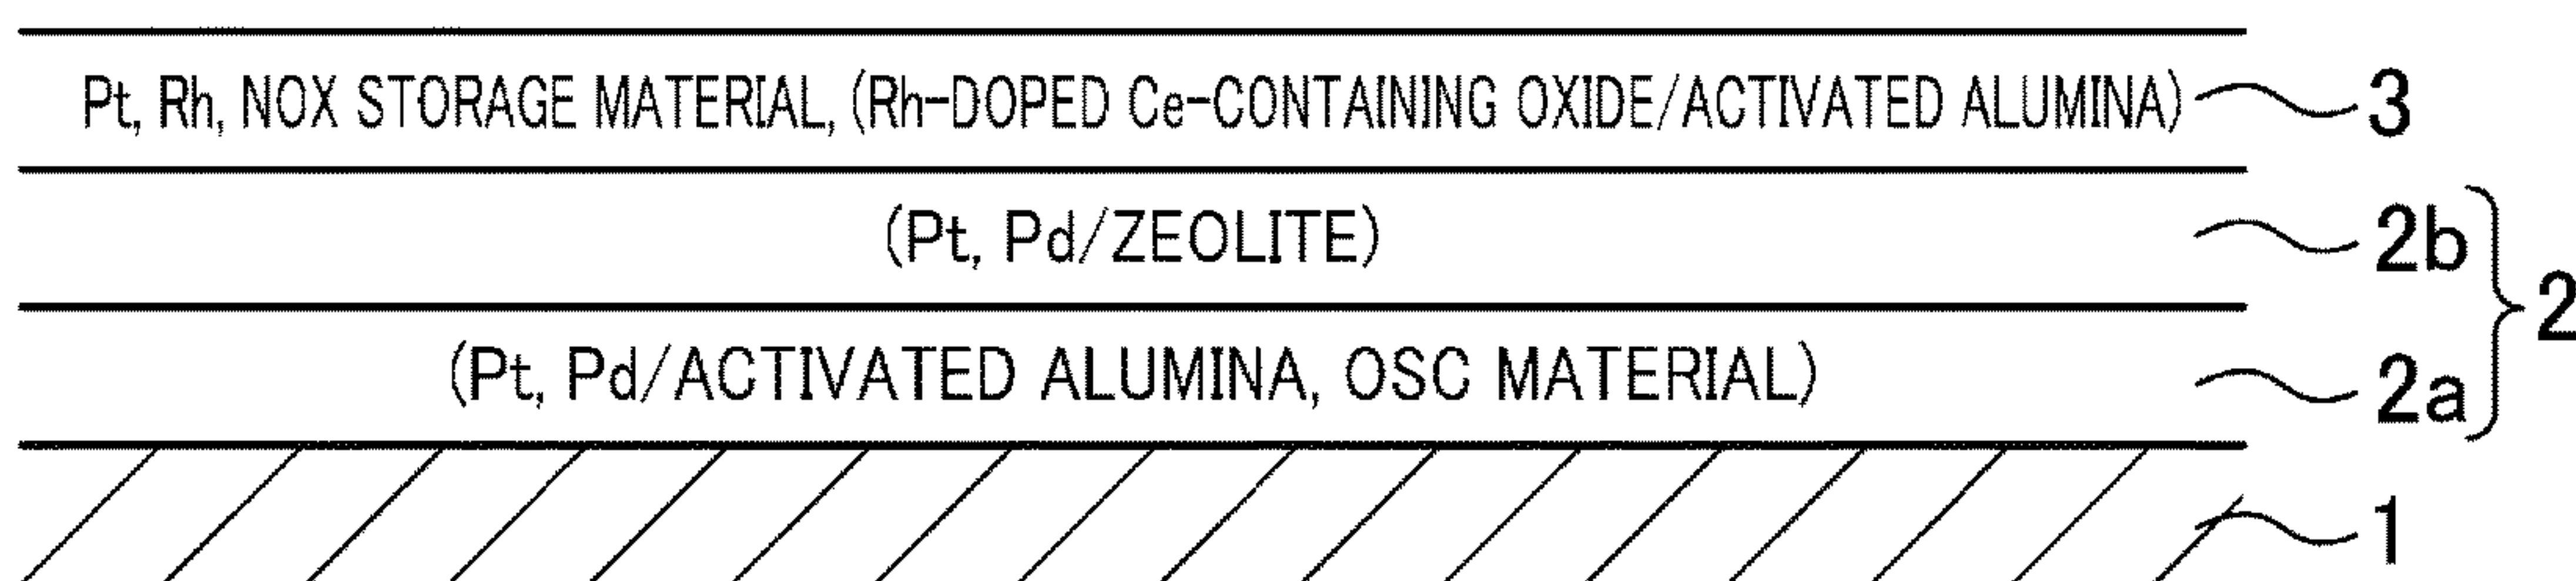 Pt, Rh, NOX STORAGE MATERIAL, (Rh-DOPED Ce-CONTAINING OXIDE/ACTIVATED ALUMINA) 3
(Pt, Pd/ZEOLITE) 2b
2
(Pt, Pd/ACTIVATED ALUMINA, OSC MATERIAL) 2a
1